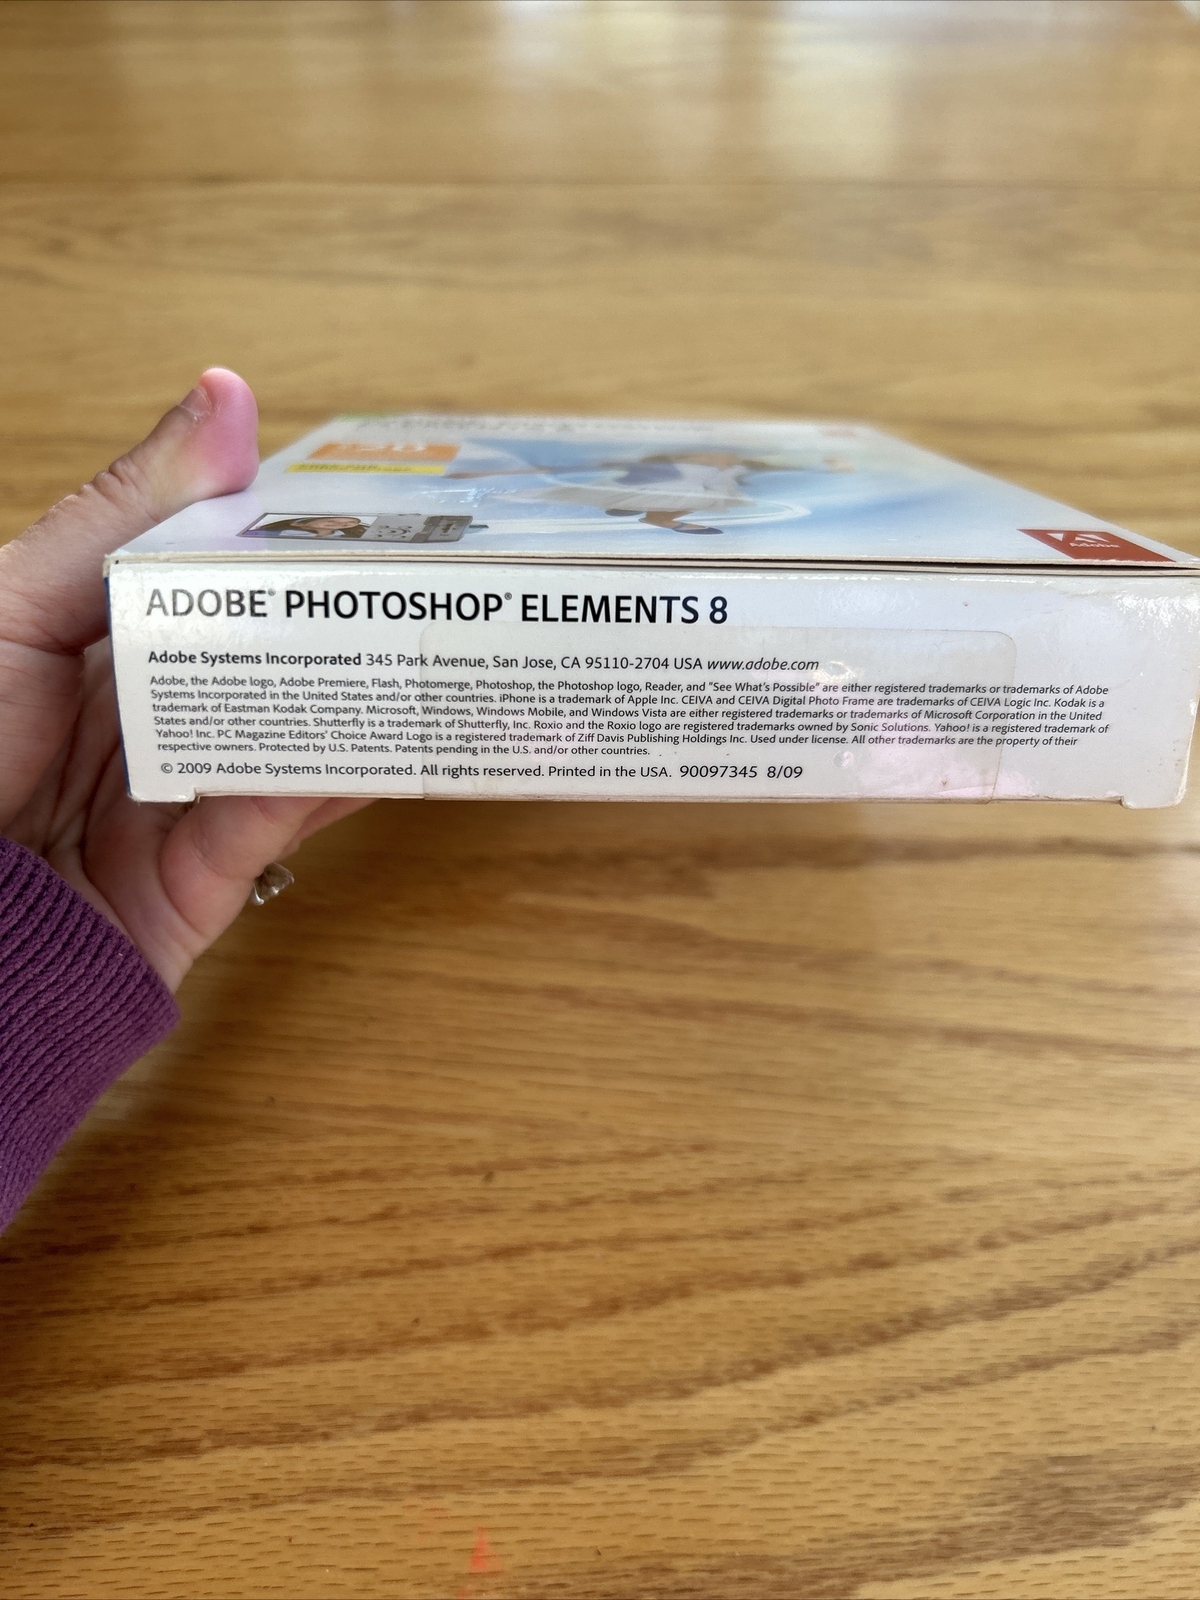 Adobe
ADOBE® PHOTOSHOP® ELEMENTS 8
Adobe Systems Incorporated 345 Park Avenue, San Jose, CA 95110-2704 USA www.adobe.com
Adobe, the Adobe logo, Adobe Premiere, Flash, Photomerge, Photoshop, the Photoshop logo, Reader, and "See What's Possible" are either registered trademarks or trademarks of Adobe
Systems Incorporated in the United States and/or other countries. iPhone is a trademark of Apple Inc. CEIVA and CEIVA Digital Photo Frame are trademarks of CEIVA Logic Inc. Kodak is a
trademark of Eastman Kodak Company. Microsoft, Windows, Windows Mobile, and Windows Vista are either registered trademarks or trademarks of Microsoft Corporation in the United
States and/or other countries. Shutterfly is a trademark of Shutterfly, Inc. Roxio and the Roxio logo are registered trademarks owned by Sonic Solutions. Yahoo! is a registered trademark of
Yahoo! Inc. PC Magazine Editors' Choice Award Logo is a registered trademark of Ziff Davis Publishing Holdings Inc. Used under license. All other trademarks are the property of their
respective owners. Protected by U.S. Patents. Patents pending in the U.S. and/or other countries.
© 2009 Adobe Systems Incorporated. All rights reserved. Printed in the USA. 90097345 8/09